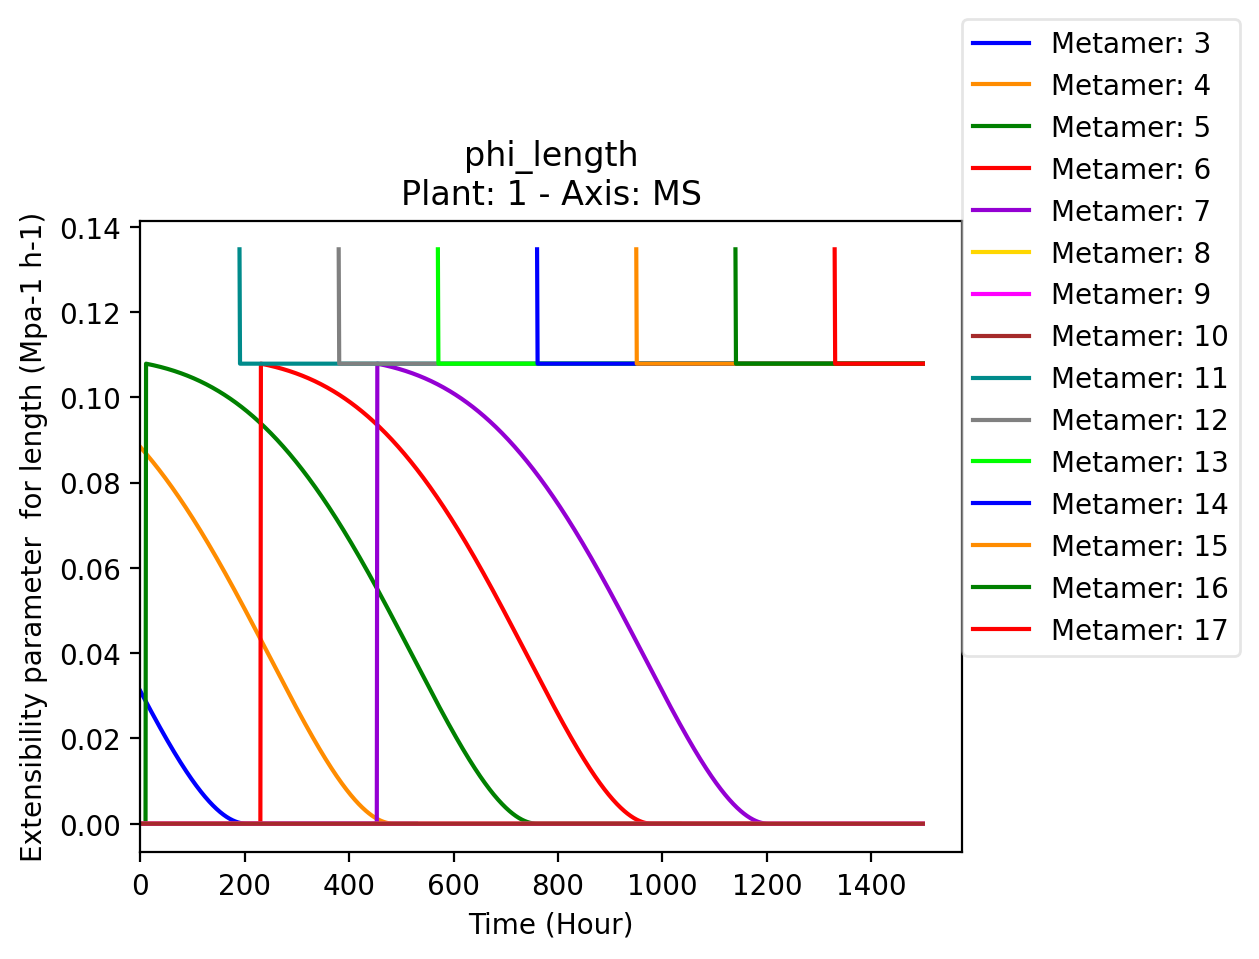 phi_length
Plant: 1 - Axis: MS
Extensibility parameter  for length (Mpa-1 h-1)
0.14
0.12
0.10
0.08
0.06
0.04
0.02
0.00
0 200 400 600 800 1000 1200 1400
Time (Hour)
Metamer: 3
Metamer: 4
Metamer: 5
Metamer: 6
Metamer: 7
Metamer: 8
Metamer: 9
Metamer: 10
Metamer: 11
Metamer: 12
Metamer: 13
Metamer: 14
Metamer: 15
Metamer: 16
Metamer: 17